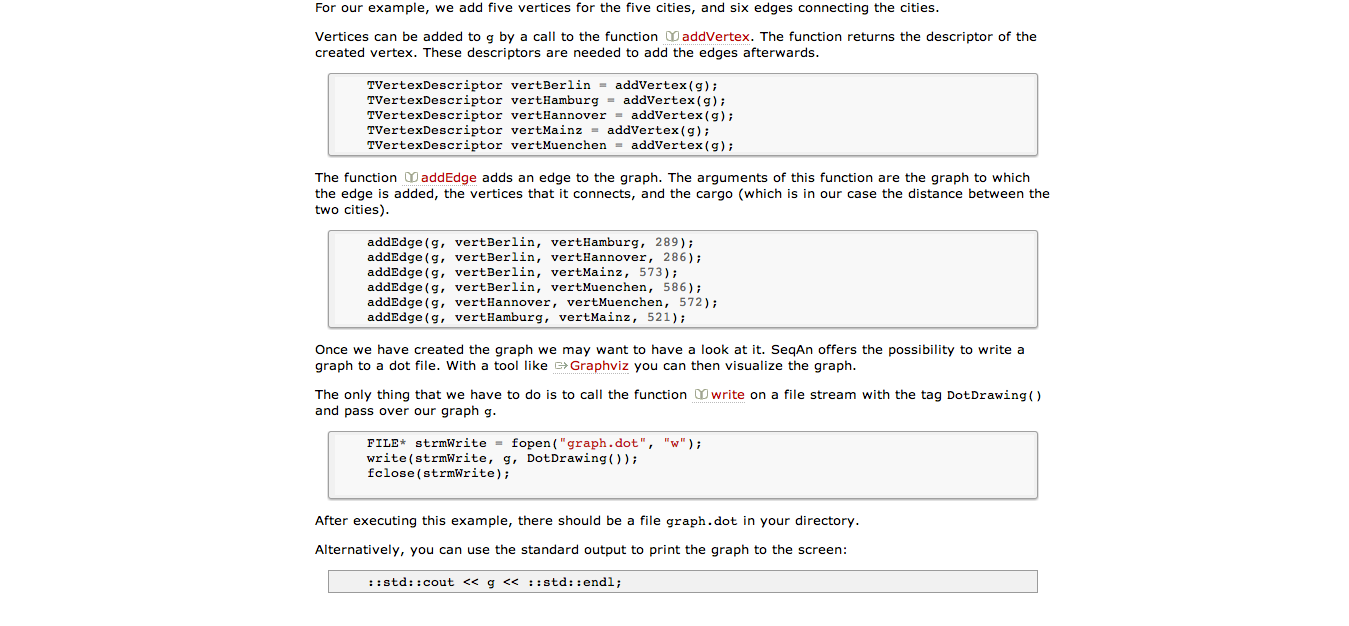 For our example, we add five vertices for the five cities, and six edges connecting the cities.
Vertices can be added to g by a call to the function addVertex. The function returns the descriptor of the
created vertex. These descriptors are needed to add the edges afterwards.
TVertexDescriptor vertBerlin = addVertex(g);
TVertexDescriptor vertHamburg = addVertex(g);
TVertexDescriptor vertHannover = addVertex(g);
TVertexDescriptor vertMainz = addVertex(g);
TVertexDescriptor vertMuenchen = addVertex(g);
The function addEdge adds an edge to the graph. The arguments of this function are the graph to which
the edge is added, the vertices that it connects, and the cargo (which is in our case the distance between the
two cities).
addEdge(g, vertBerlin, vertHamburg, 289);
addEdge(g, vertBerlin, vertHannover, 286);
addEdge(g, vertBerlin, vertMainz, 573);
addEdge(g, vertBerlin, vertMuenchen, 586);
addEdge(g, vertHannover, vertMuenchen, 572);
addEdge(g, vertHamburg, vertMainz, 521);
Once we have created the graph we may want to have a look at it. SeqAn offers the possibility to write a
graph to a dot file. With a tool like Graphviz you can then visualize the graph.
The only thing that we have to do is to call the function write on a file stream with the tag DotDrawing()
and pass over our graph g.
FILE* strmWrite = fopen("graph.dot", "w");
write(strmWrite, g, DotDrawing());
fclose(strmWrite);
After executing this example, there should be a file graph.dot in your directory.
Alternatively, you can use the standard output to print the graph to the screen:
::std::cout << g << ::std::endl;